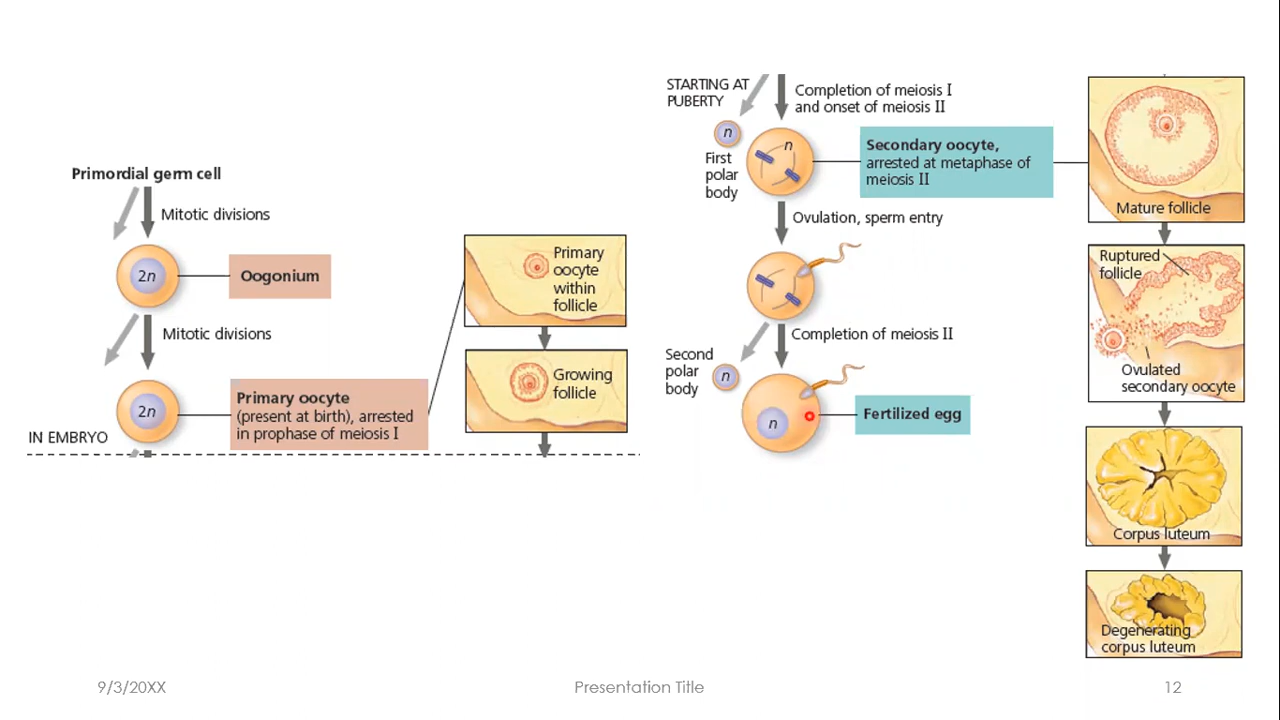 Primordial germ cell
Mitotic divisions
2n
Oogonium
Mitotic divisions
2n
Primary oocyte
(present at birth), arrested
in prophase of meiosis I
IN EMBRYO
Primary
oocyte
within
follicle
Growing
follicle
STARTING AT
PUBERTY
Completion of meiosis I
and onset of meiosis II
n
First
polar
body
n
Secondary oocyte,
arrested at metaphase of
meiosis II
Ovulation, sperm entry
Completion of meiosis II
Second
polar
body
n
n
Fertilized egg
Mature follicle
Ruptured
follicle
Ovulated
secondary oocyte
Corpus luteum
Degenerating
corpus luteum
9/3/20XX
Presentation Title
12